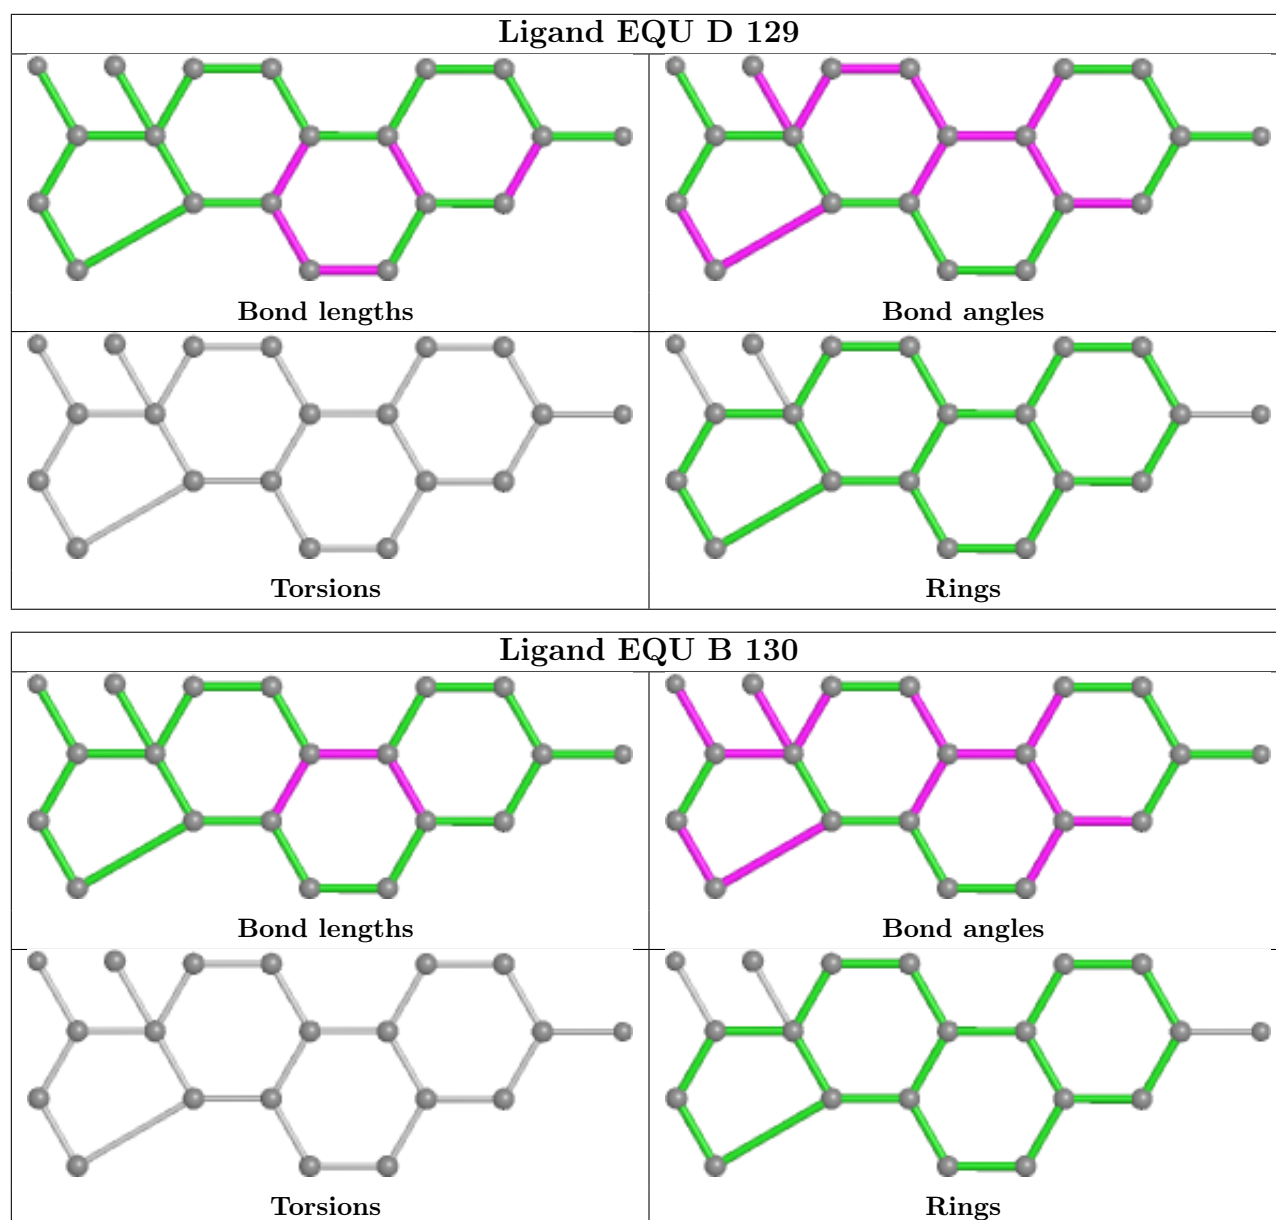 Ligand EQU D 129
Bond lengths
Bond angles
Torsions
Rings
Ligand EQU B 130
Bond lengths
Bond angles
Torsions
Rings